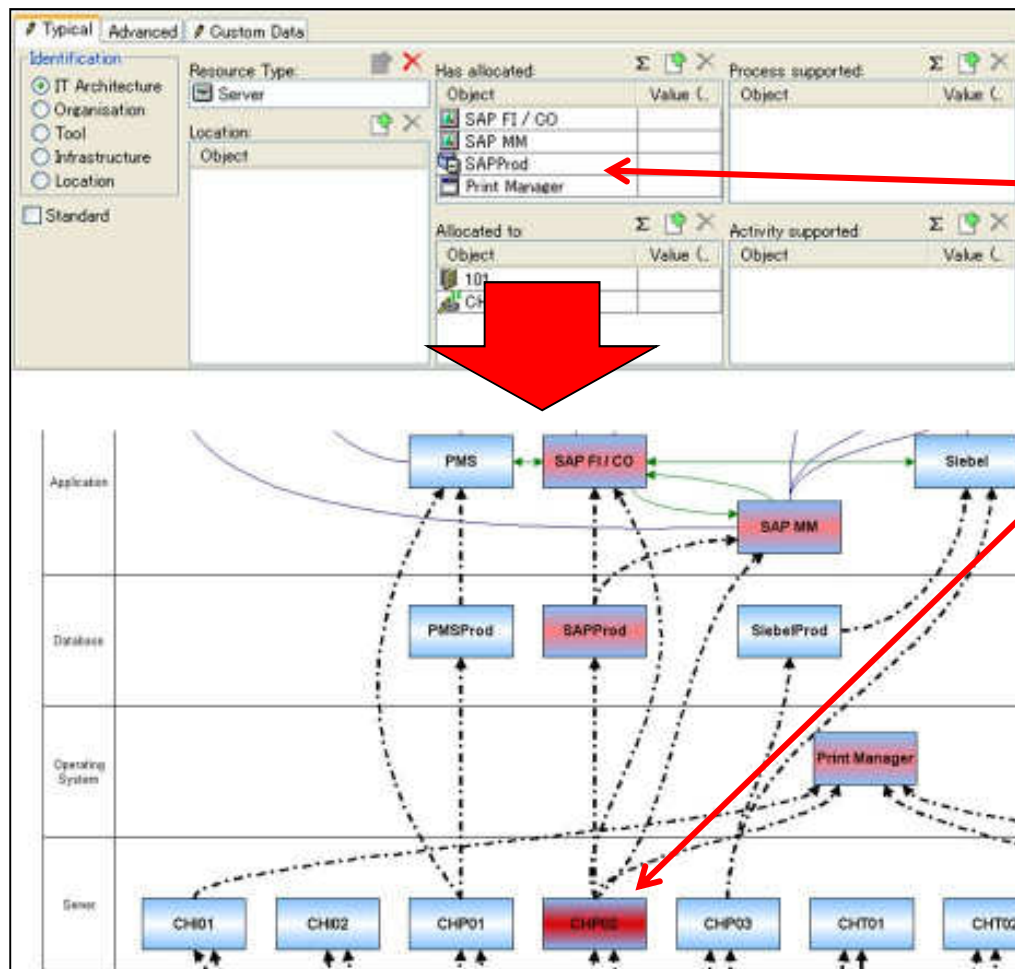 Typical
Advanced
Custom Data
Identification
IT Architecture
Organisation
Tool
Infrastructure
Location
Standard
Resource Type:
Server
Location:
Object
Has allocated:
Σ
Object
Value (.
SAP FI / CO
SAP MM
SAPProd
Print Manager
Process supported:
Σ
Object
Value (.
Allocated to:
Σ
Object
Value (.
101
Activity supported:
Σ
Object
Value (.
Application
PMS
SAP FI / CO
Siebel
SAP MM
Database
PMSProd
SAPProd
SiebelProd
Operating
System
Print Manager
Server
CHI01
CHI02
CHP01
CHP02
CHP03
CHT01
CHT02